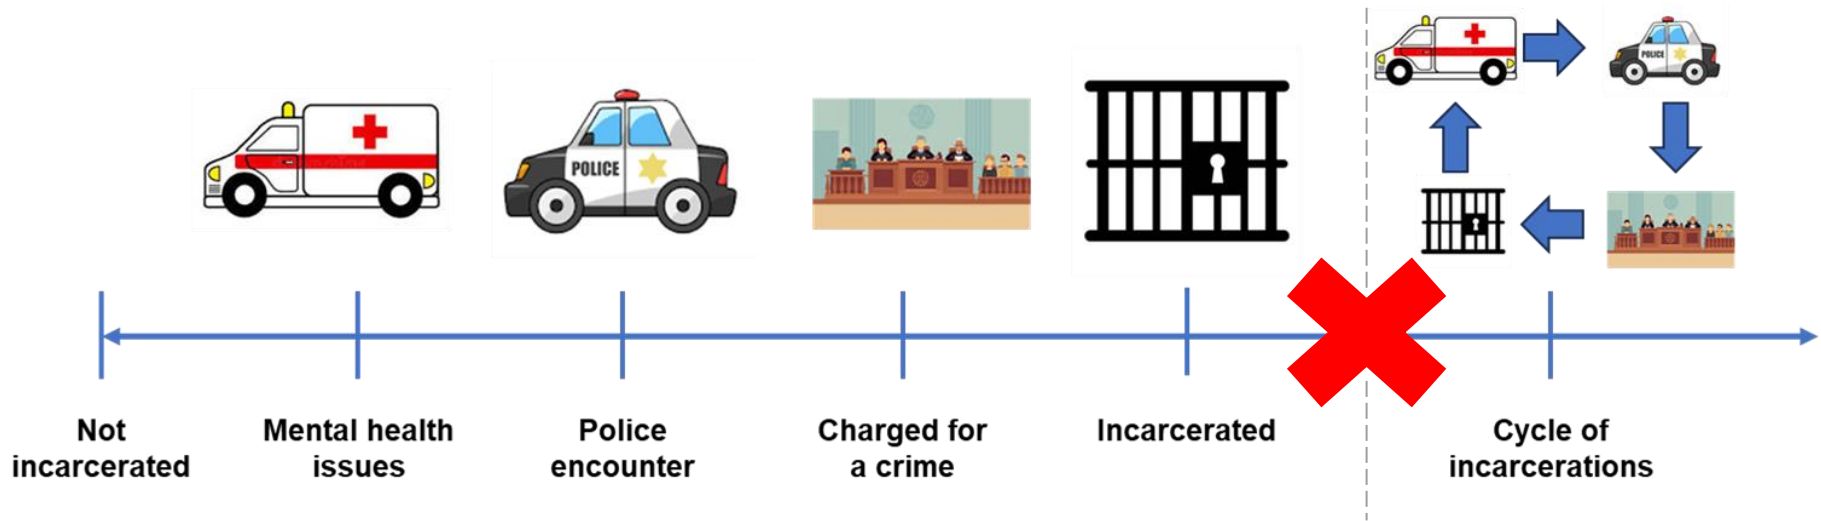 POLICE
POLICE
Not
incarcerated
Mental health
issues
Police
encounter
Charged for
a crime
Incarcerated
Cycle of
incarcerations